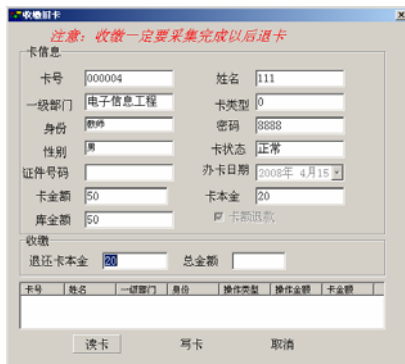 收缴旧卡
注意：收缴一定要采集完成以后退卡
卡信息
卡号 000004 姓名 111
一级部门 电子信息工程 卡类型 0
身份 教师 密码 8888
性别 男 卡状态 正常
证件号码 办卡日期 2008年 4月15
卡金额 50 卡本金 20
库金额 50 卡额退款
收缴
退还卡本金 20 总金额
卡号 姓名 一级部门 身份 操作类型 操作金额 卡金额
读卡 写卡 取消